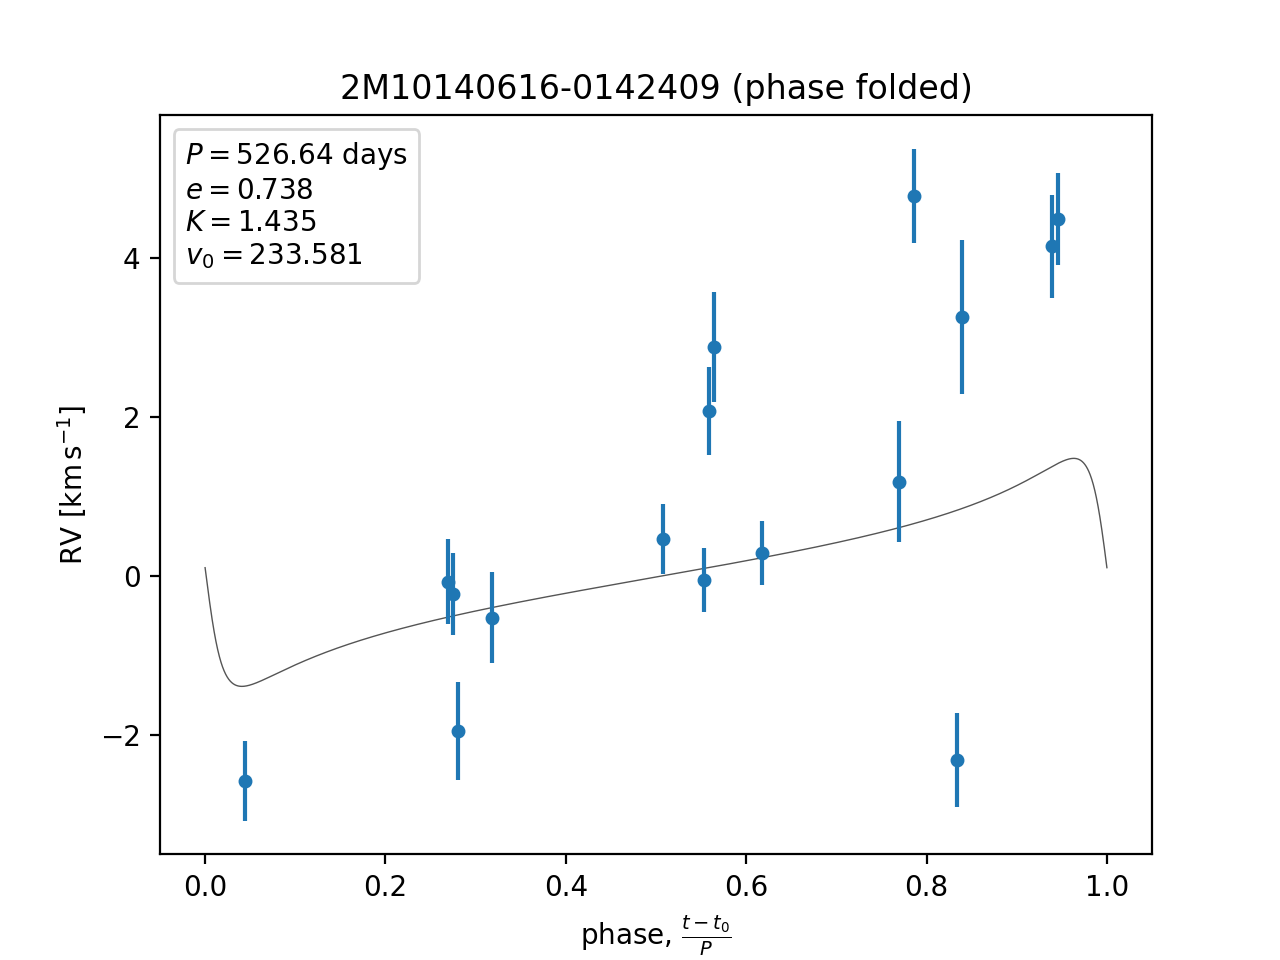 2M10140616-0142409 (phase folded)
P = 526.64 days
e = 0.738
K = 1.435
v₀ = 233.581
RV [km s⁻¹]
4
2
0
−2
0.0 0.2 0.4 0.6 0.8 1.0
phase, (t − t₀)/P